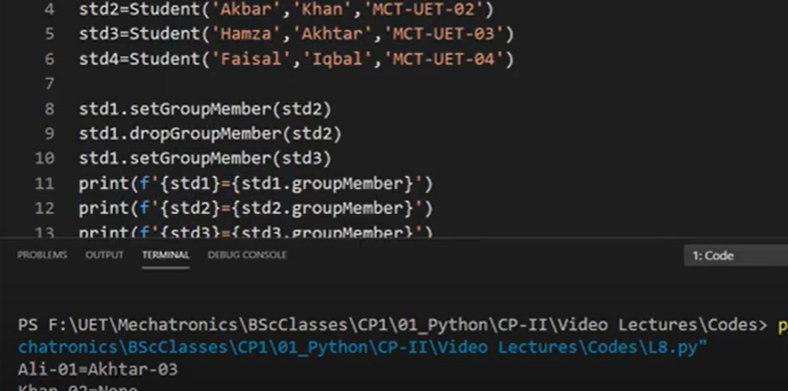 4 std2=Student('Akbar','Khan','MCT-UET-02')
5 std3=Student('Hamza','Akhtar','MCT-UET-03')
6 std4=Student('Faisal','Iqbal','MCT-UET-04')
7
8 std1.setGroupMember(std2)
9 std1.dropGroupMember(std2)
10 std1.setGroupMember(std3)
11 print(f'{std1}={std1.groupMember}')
12 print(f'{std2}={std2.groupMember}')
13 print(f'{std3}={std3.groupMember}')
PROBLEMS OUTPUT TERMINAL DEBUG CONSOLE 1: Code
PS F:\UET\Mechatronics\BScClasses\CP1\01_Python\CP-II\Video Lectures\Codes> p
chatronics\BScClasses\CP1\01_Python\CP-II\Video Lectures\Codes\L8.py"
Ali-01=Akhtar-03
Khan-02=None